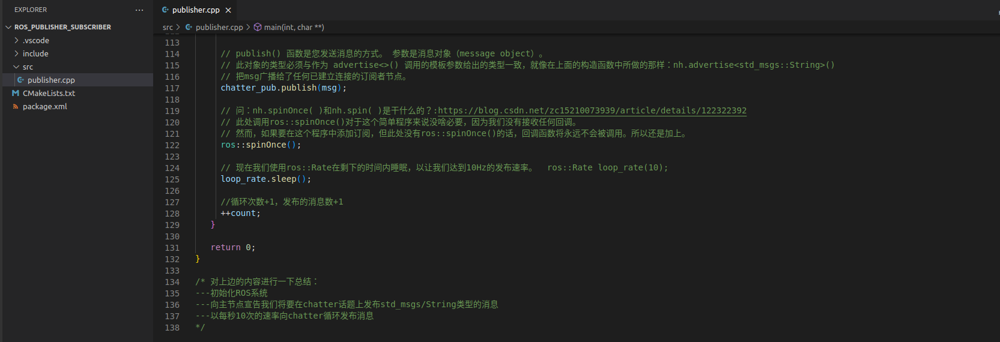 EXPLORER
···
ROS_PUBLISHER_SUBSCRIBER
.vscode
include
src
publisher.cpp
CMakeLists.txt
package.xml
publisher.cpp
src > publisher.cpp > main(int, char **)
113
114 // publish() 函数是您发送消息的方式。 参数是消息对象（message object）。
115 // 此对象的类型必须与作为 advertise<>() 调用的模板参数给出的类型一致，就像在上面的构造函数中所做的那样：nh.advertise<std_msgs::String>()
116 // 把msg广播给了任何已建立连接的订阅者节点。
117 chatter_pub.publish(msg);
118
119 // 问：nh.spinOnce( )和nh.spin( )是干什么的？:https://blog.csdn.net/zc15210073939/article/details/122322392
120 // 此处调用ros::spinOnce()对于这个简单程序来说没啥必要，因为我们没有接收任何回调。
121 // 然而，如果要在这个程序中添加订阅，但此处没有ros::spinOnce()的话，回调函数将永远不会被调用。所以还是加上。
122 ros::spinOnce();
123
124 // 现在我们使用ros::Rate在剩下的时间内睡眠，以让我们达到10Hz的发布速率。 ros::Rate loop_rate(10);
125 loop_rate.sleep();
126
127 //循环次数+1，发布的消息数+1
128 ++count;
129 }
130
131 return 0;
132 }
133
134 /* 对上边的内容进行一下总结：
135 ---初始化ROS系统
136 ---向主节点宣告我们将要在chatter话题上发布std_msgs/String类型的消息
137 ---以每秒10次的速率向chatter循环发布消息
138 */